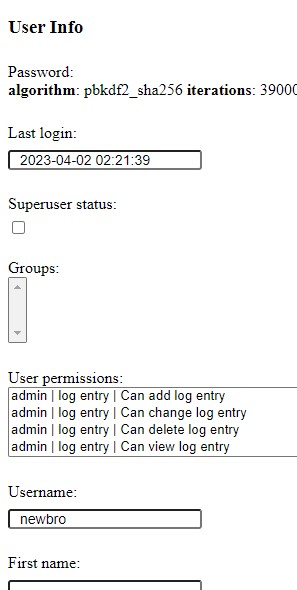 User Info
Password:
algorithm: pbkdf2_sha256 iterations: 39000
Last login:
2023-04-02 02:21:39
Superuser status:
Groups:
User permissions:
admin | log entry | Can add log entry
admin | log entry | Can change log entry
admin | log entry | Can delete log entry
admin | log entry | Can view log entry
Username:
newbro
First name: